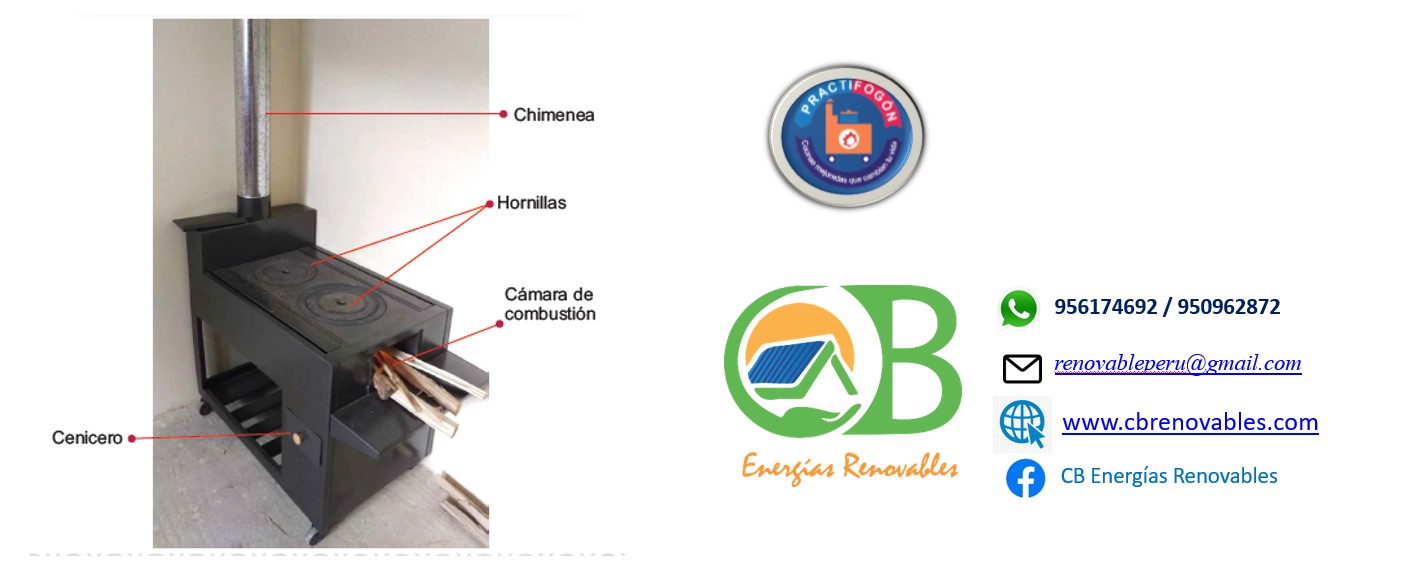 Chimenea
Hornillas
Cámara de
combustión
Cenicero
PRACTIFOGÓN
Cocinas mejoradas que cambian tu vida
CB
Energías Renovables
956174692 / 950962872
renovableperu@gmail.com
www.cbrenovables.com
CB Energías Renovables